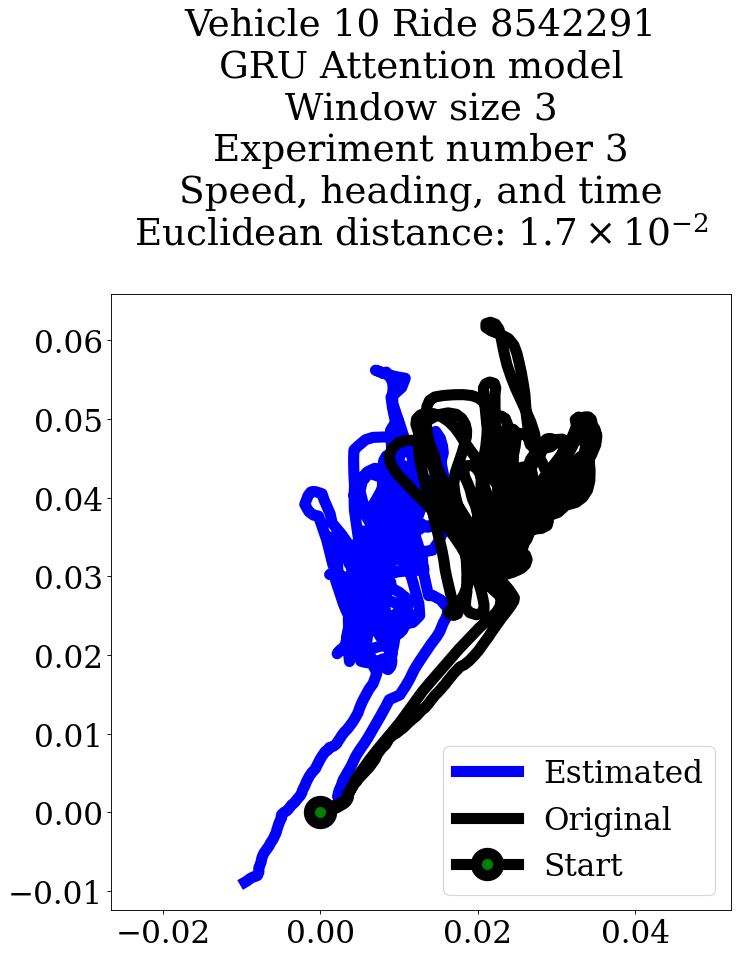 Vehicle 10 Ride 8542291
GRU Attention model
Window size 3
Experiment number 3
Speed, heading, and time
Euclidean distance: 1.7 × 10⁻²
0.06
0.05
0.04
0.03
0.02
0.01
0.00
−0.01
Estimated
Original
Start
−0.02 0.00 0.02 0.04